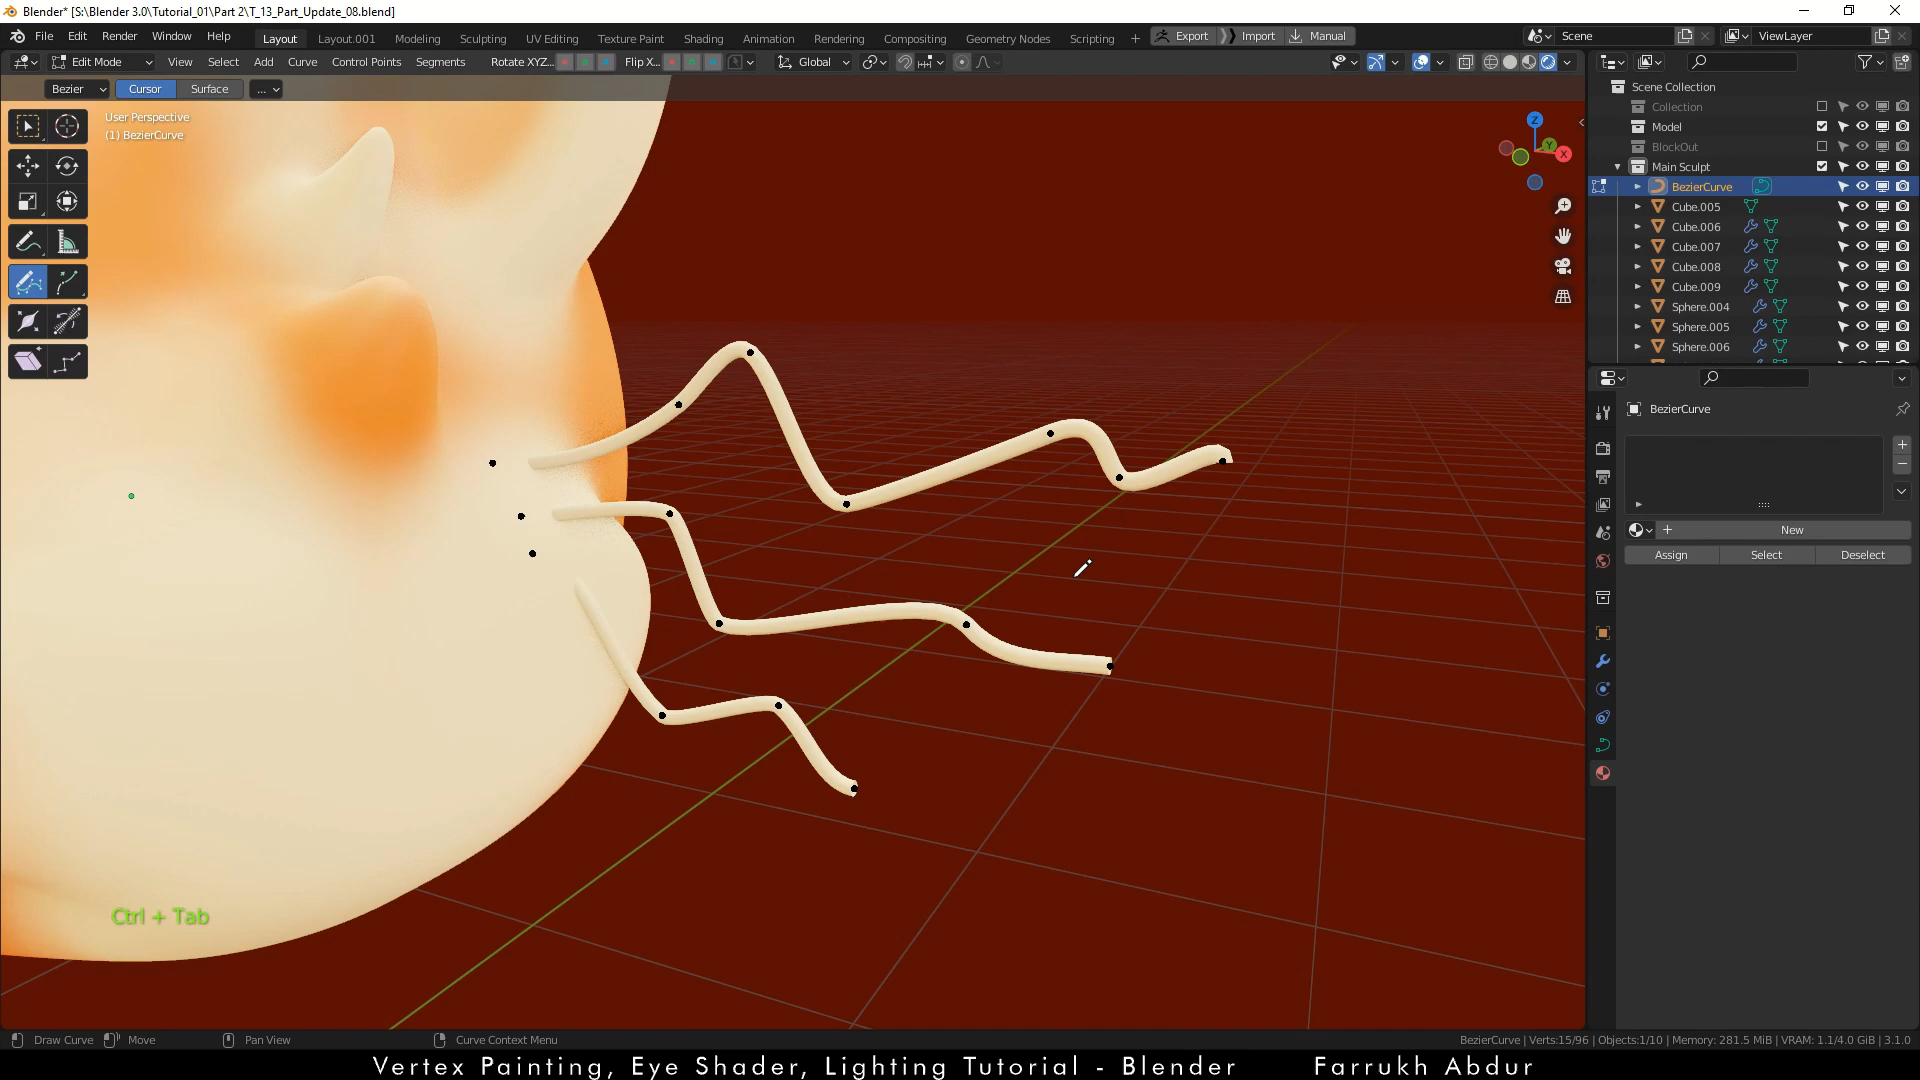 Blender* [S:\Blender 3.0\Tutorial_01\Part 2\T_13_Part_Update_08.blend]
File Edit Render Window Help Layout Layout.001 Modeling Sculpting UV Editing Texture Paint Shading Animation Rendering Compositing Geometry Nodes Scripting + Export Import Manual Scene ViewLayer
Edit Mode View Select Add Curve Control Points Segments Rotate XYZ... Flip X... Global
Bezier Cursor Surface ...
User Perspective
(1) BezierCurve
Z
Y
X
Scene Collection
Collection
Model
BlockOut
Main Sculpt
BezierCurve
Cube.005
Cube.006
Cube.007
Cube.008
Cube.009
Sphere.004
Sphere.005
Sphere.006
BezierCurve
New
Assign Select Deselect
Ctrl + Tab
Draw Curve Move Pan View Curve Context Menu BezierCurve | Verts:15/96 | Objects:1/10 | Memory: 281.5 MiB | VRAM: 1.1/4.0 GiB | 3.1.0
Vertex Painting, Eye Shader, Lighting Tutorial - Blender Farrukh Abdur